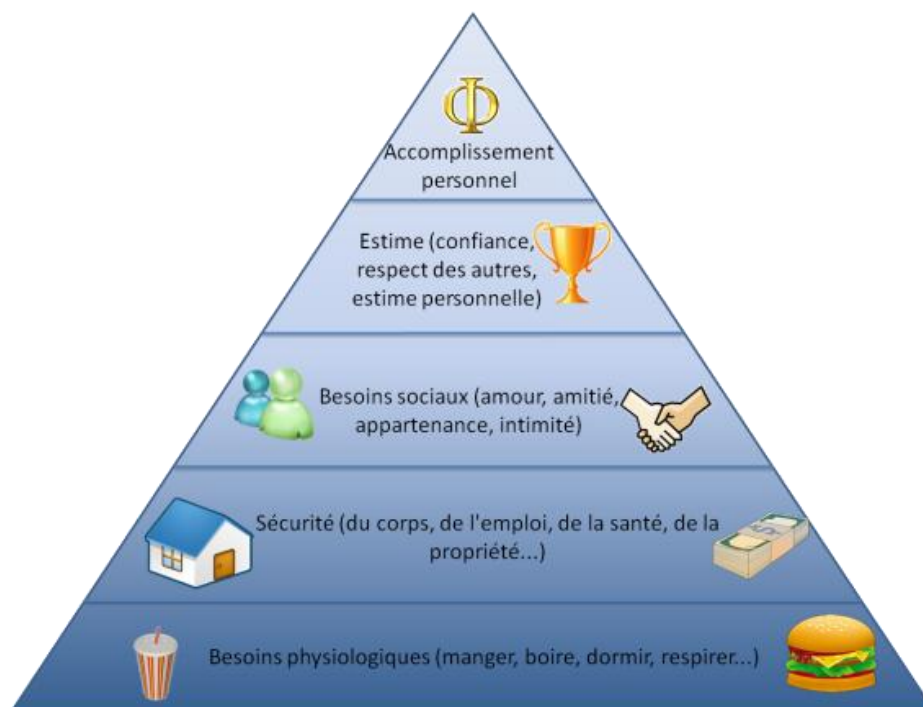 Φ
Accomplissement
personnel
Estime (confiance,
respect des autres,
estime personnelle)
Besoins sociaux (amour, amitié,
appartenance, intimité)
Sécurité (du corps, de l'emploi, de la santé, de la
propriété...)
Besoins physiologiques (manger, boire, dormir, respirer...)